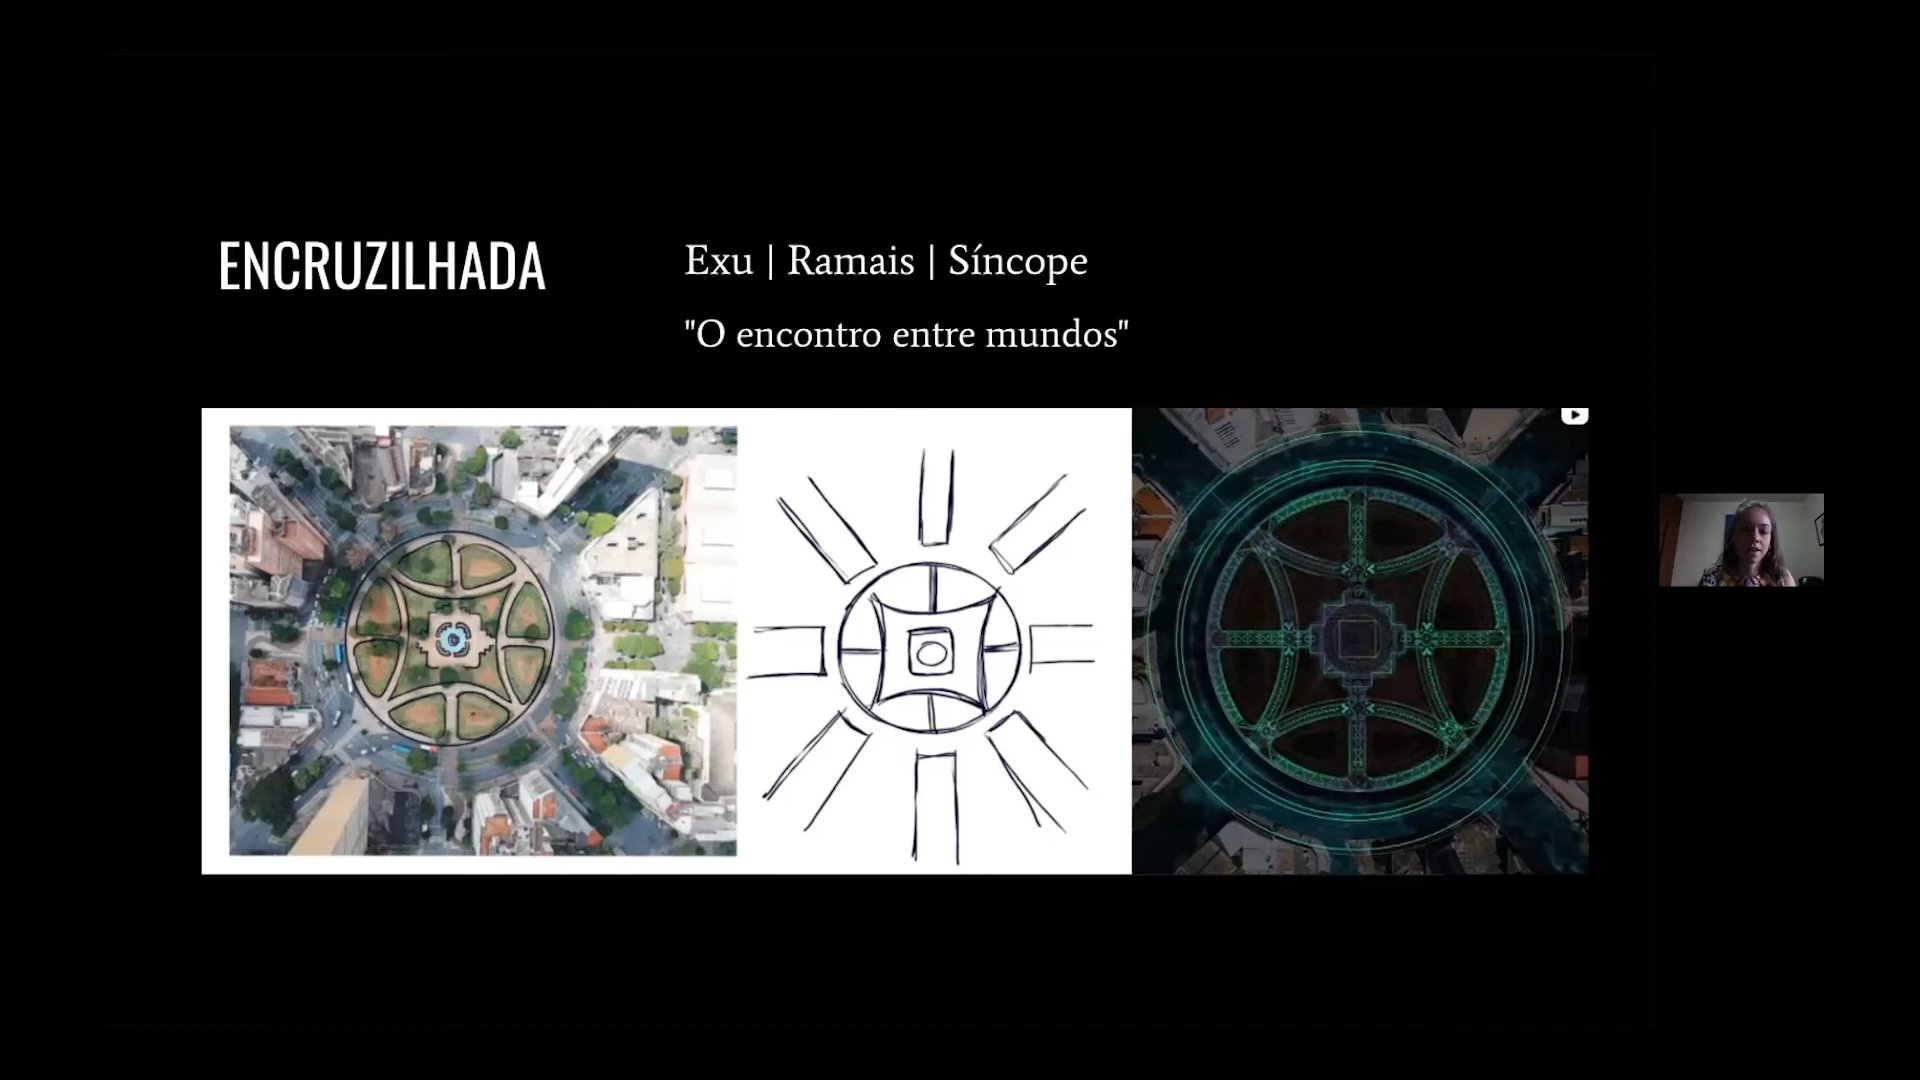 ENCRUZILHADA
Exu | Ramais | Síncope
"O encontro entre mundos"